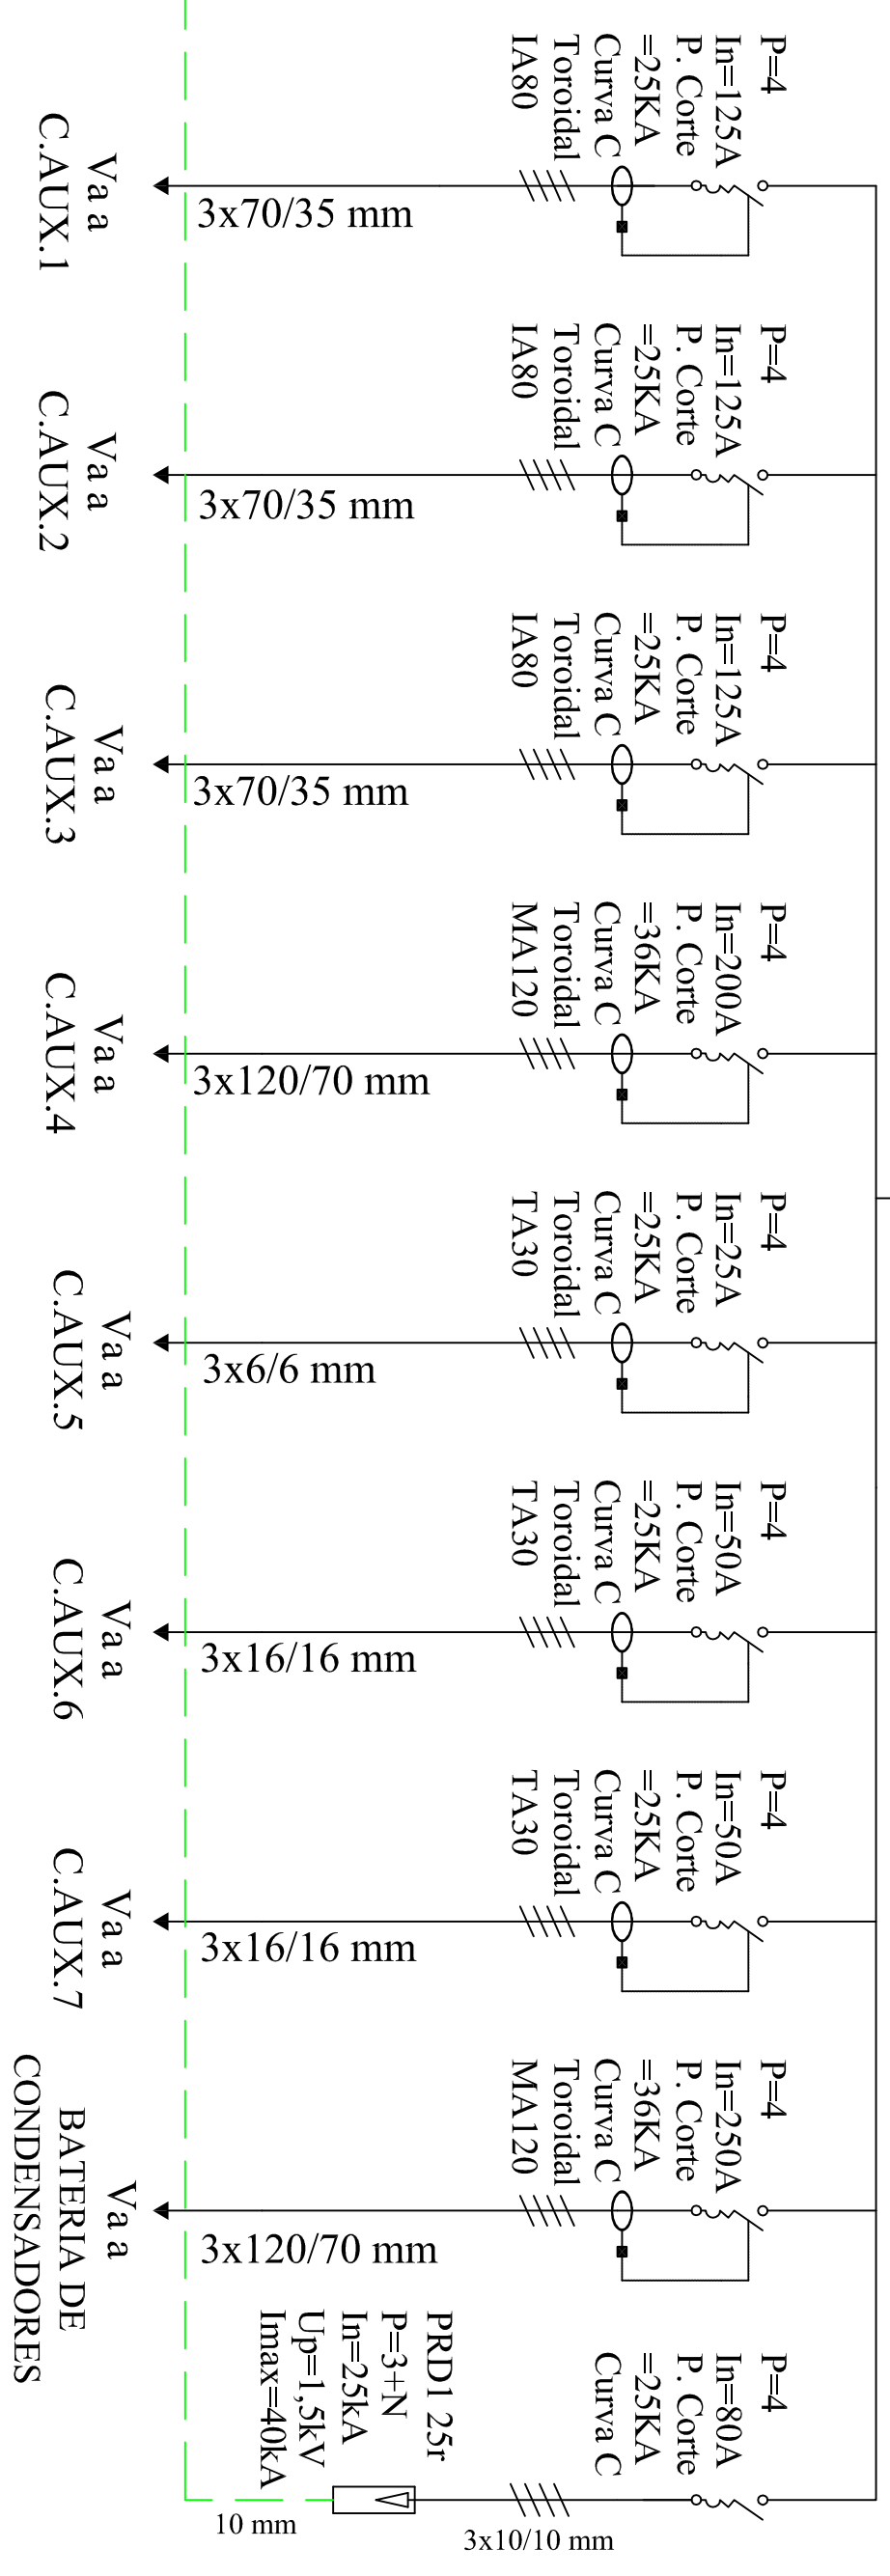 P=4
In=125A
P. Corte
=25KA
Curva C
Toroidal
IA80
3x70/35 mm
Va a
C.AUX.1
P=4
In=125A
P. Corte
=25KA
Curva C
Toroidal
IA80
3x70/35 mm
Va a
C.AUX.2
P=4
In=125A
P. Corte
=25KA
Curva C
Toroidal
IA80
3x70/35 mm
Va a
C.AUX.3
P=4
In=200A
P. Corte
=36KA
Curva C
Toroidal
MA120
3x120/70 mm
Va a
C.AUX.4
P=4
In=25A
P. Corte
=25KA
Curva C
Toroidal
TA30
3x6/6 mm
Va a
C.AUX.5
P=4
In=50A
P. Corte
=25KA
Curva C
Toroidal
TA30
3x16/16 mm
Va a
C.AUX.6
P=4
In=50A
P. Corte
=25KA
Curva C
Toroidal
TA30
3x16/16 mm
Va a
C.AUX.7
P=4
In=250A
P. Corte
=36KA
Curva C
Toroidal
MA120
3x120/70 mm
Va a
BATERIA DE
CONDENSADORES
P=4
In=80A
P. Corte
=25KA
Curva C
3x10/10 mm
PRD1 25r
P=3+N
In=25kA
Up=1,5kV
Imax=40kA
10 mm